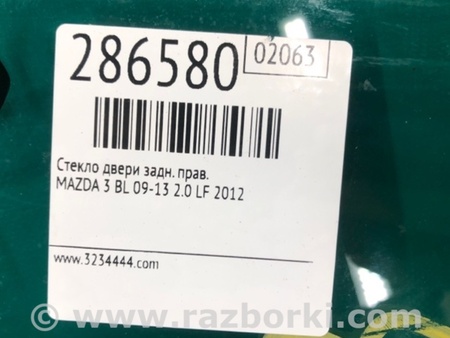 286580
02063
Стекло двери задн. прав.
MAZDA 3 BL 09-13 2.0 LF 2012
www.3234444.com
© www.razborki.com